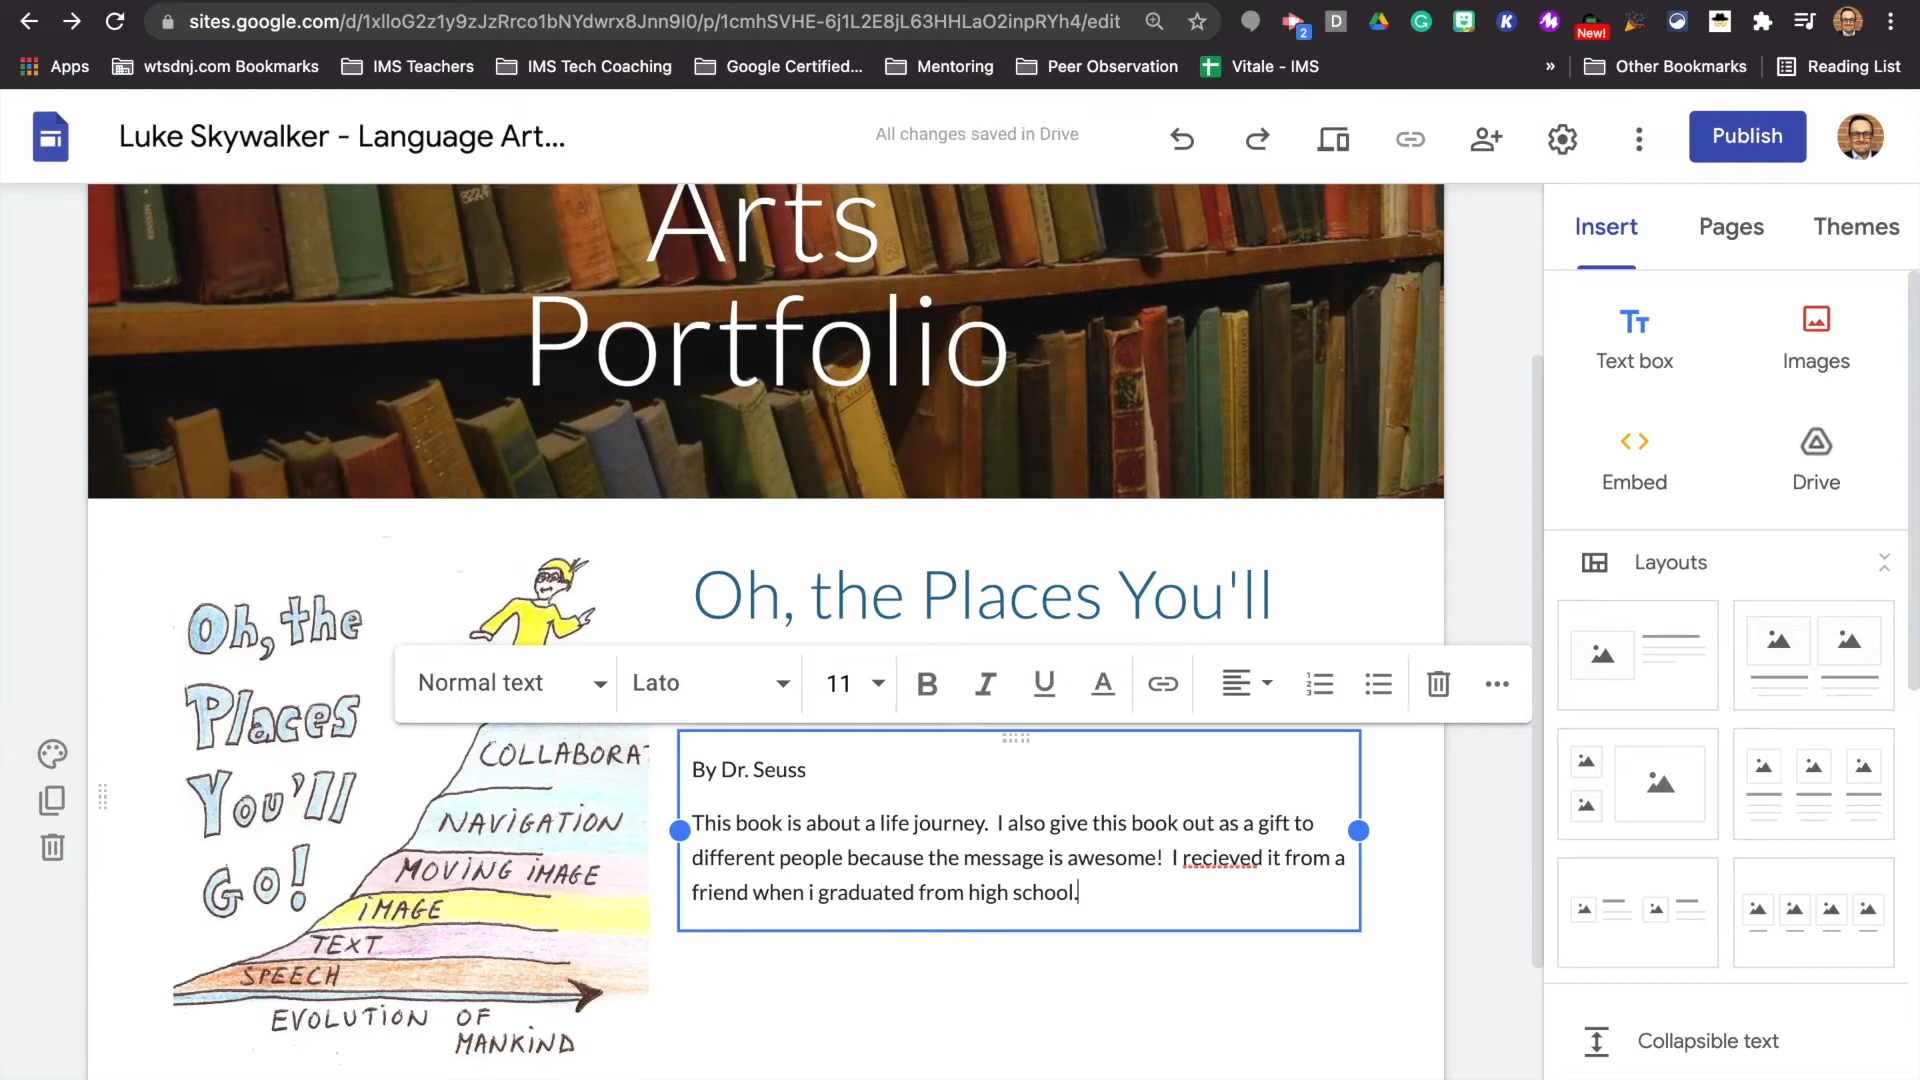 sites.google.com/d/1xlloG2z1y9zJzRrco1bNYdwrx8Jnn9l0/p/1cmhSVHE-6j1L2E8jL63HHLaO2inpRYh4/edit
2
D
K
New!
Apps
wtsdnj.com Bookmarks
IMS Teachers
IMS Tech Coaching
Google Certified...
Mentoring
Peer Observation
Vitale - IMS
»
Other Bookmarks
Reading List
Luke Skywalker - Language Art...
All changes saved in Drive
Publish
Arts
Portfolio
Insert
Pages
Themes
Text box
Images
Embed
Drive
Layouts
Collapsible text
Oh, the
Places
You'll
Go!
COLLABORAT
NAVIGATION
MOVING IMAGE
IMAGE
TEXT
SPEECH
EVOLUTION OF
MANKIND
Oh, the Places You'll
Normal text
Lato
11
B I U A
By Dr. Seuss
This book is about a life journey.  I also give this book out as a gift to
different people because the message is awesome!  I recieved it from a
friend when i graduated from high school.